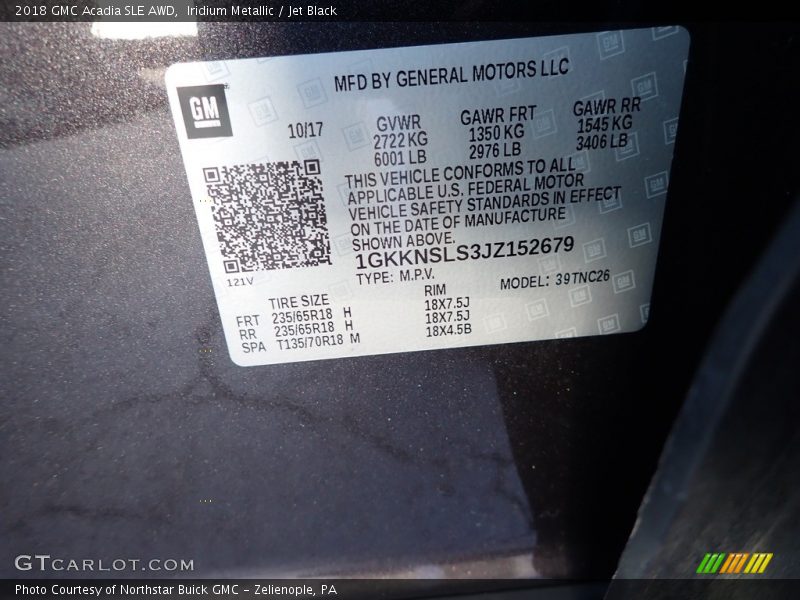 2018 GMC Acadia SLE AWD, Iridium Metallic / Jet Black
MFD BY GENERAL MOTORS LLC
GM
10/17
GVWR
2722 KG
6001 LB
GAWR FRT
1350 KG
2976 LB
GAWR RR
1545 KG
3406 LB
THIS VEHICLE CONFORMS TO ALL
APPLICABLE U.S. FEDERAL MOTOR
VEHICLE SAFETY STANDARDS IN EFFECT
ON THE DATE OF MANUFACTURE
SHOWN ABOVE.
1GKKNSLS3JZ152679
TYPE: M.P.V. MODEL: 39TNC26
121V
TIRE SIZE RIM
FRT 235/65R18 H 18X7.5J
RR 235/65R18 H 18X7.5J
SPA T135/70R18 M 18X4.5B
GTCARLOT.COM
Photo Courtesy of Northstar Buick GMC - Zelienople, PA